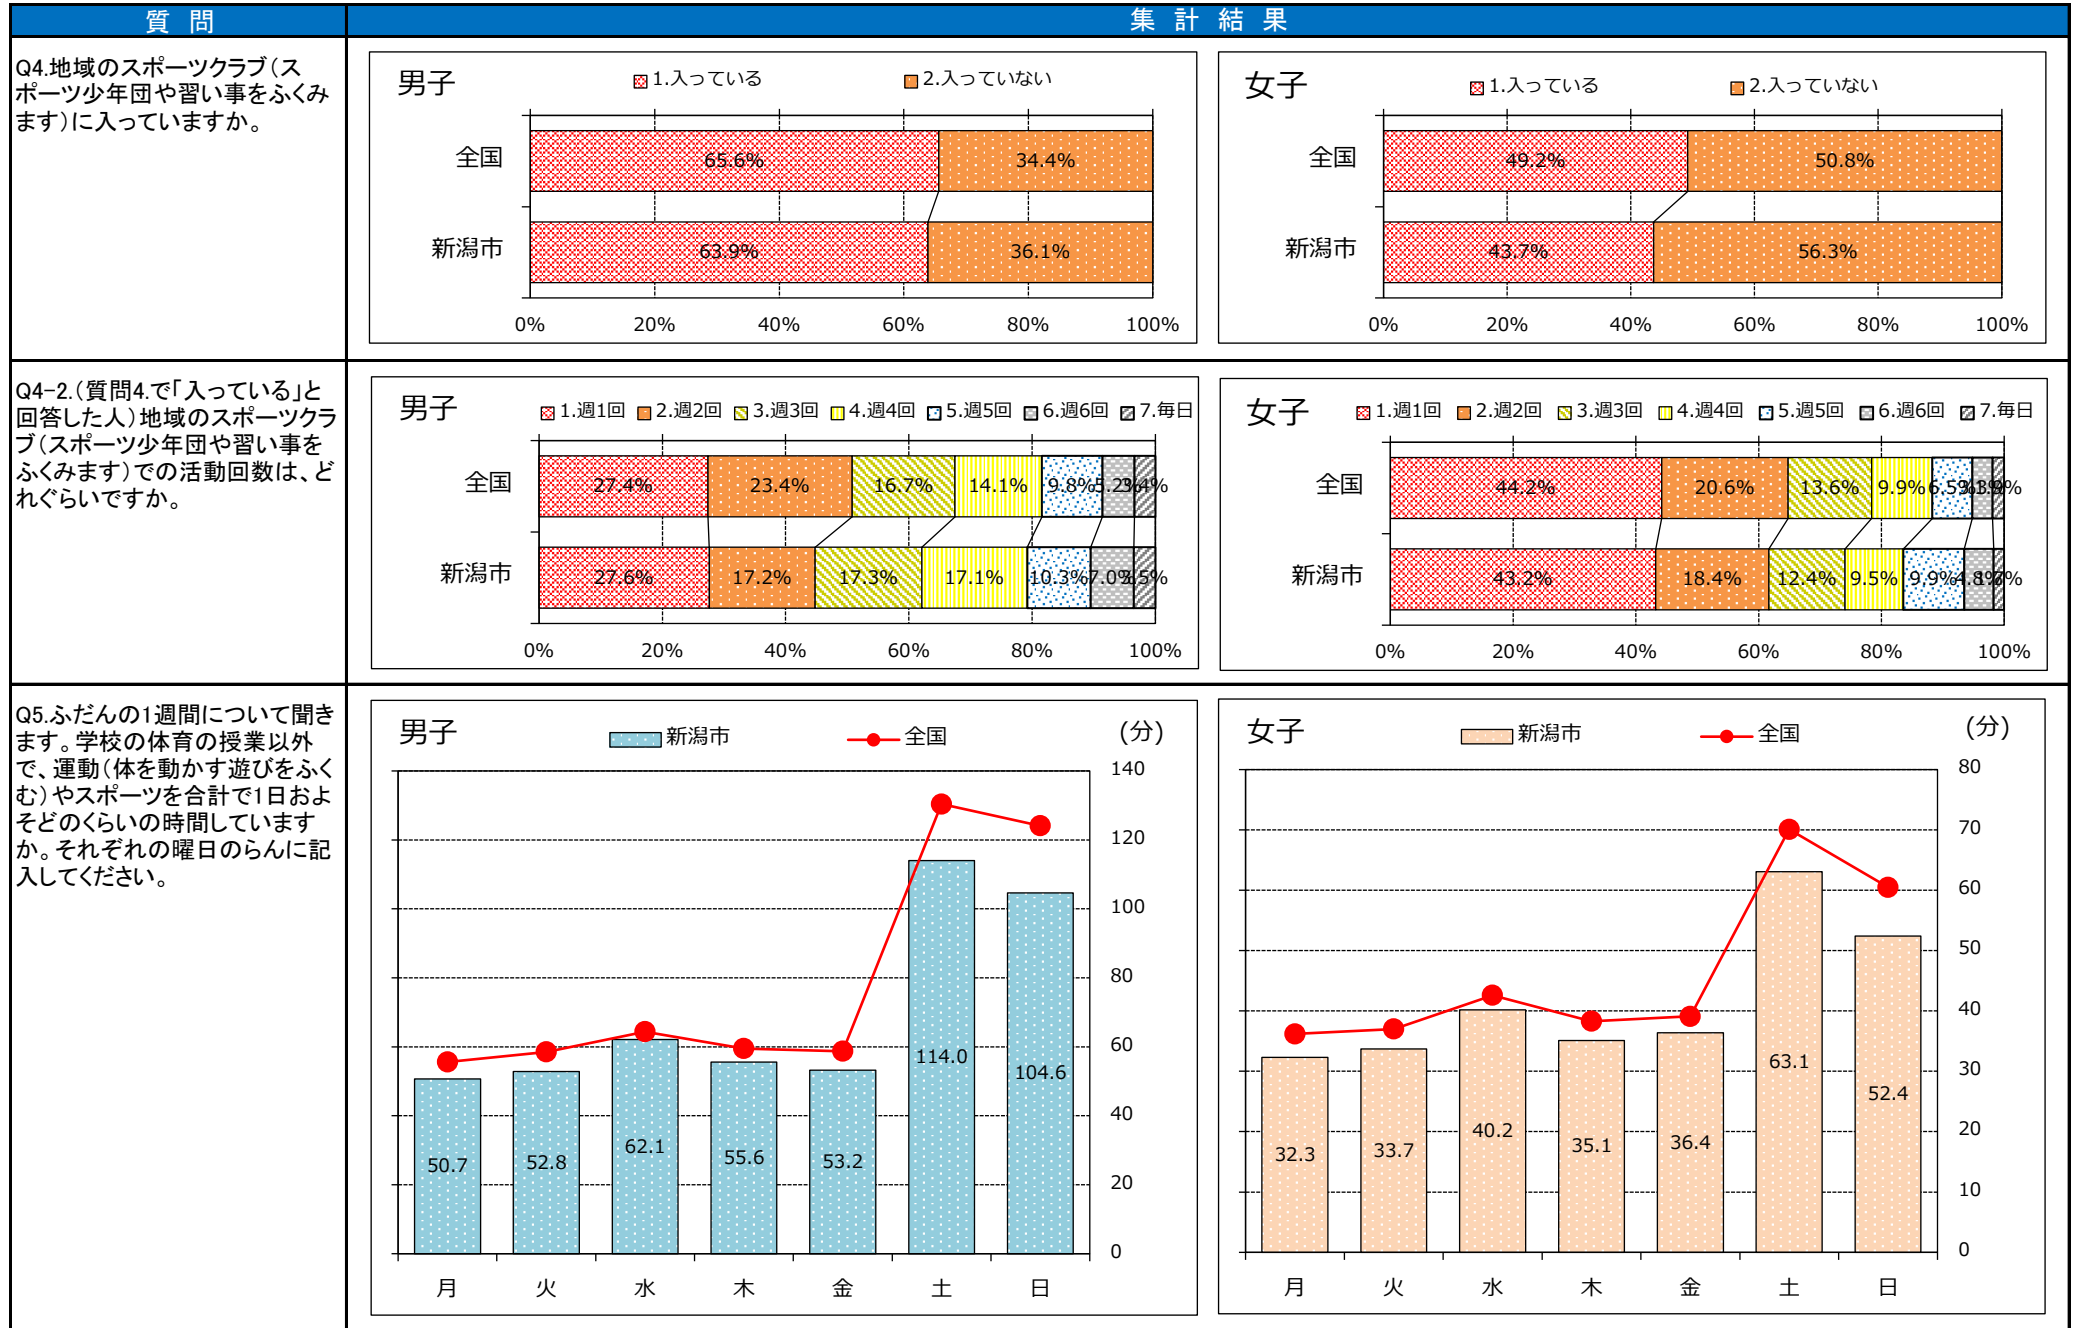 質 問
集 計 結 果
Q4.地域のスポーツクラブ(ス
ポーツ少年団や習い事をふくみ
ます)に入っていますか。
男子
1.入っている 2.入っていない
全国
65.6% 34.4%
新潟市
63.9% 36.1%
0% 20% 40% 60% 80% 100%
女子
1.入っている 2.入っていない
全国
49.2% 50.8%
新潟市
43.7% 56.3%
0% 20% 40% 60% 80% 100%
Q4-2.(質問4.で「入っている」と
回答した人)地域のスポーツクラ
ブ(スポーツ少年団や習い事を
ふくみます)での活動回数は、ど
れぐらいですか。
男子
1.週1回 2.週2回 3.週3回 4.週4回 5.週5回 6.週6回 7.毎日
全国
27.4% 23.4% 16.7% 14.1% 9.8% 5.2% 3.4%
新潟市
27.6% 17.2% 17.3% 17.1% 10.3% 7.0% 3.5%
0% 20% 40% 60% 80% 100%
女子
1.週1回 2.週2回 3.週3回 4.週4回 5.週5回 6.週6回 7.毎日
全国
44.2% 20.6% 13.6% 9.9% 6.5% 1.9%
新潟市
43.2% 18.4% 12.4% 9.5% 9.9% 4.8%
0% 20% 40% 60% 80% 100%
Q5.ふだんの1週間について聞き
ます。学校の体育の授業以外
で、運動(体を動かす遊びをふく
む)やスポーツを合計で1日およ
そどのくらいの時間しています
か。それぞれの曜日のらんに記
入してください。
男子
新潟市 全国
(分)
140
120
100
80
60
40
20
0
50.7 52.8 62.1 55.6 53.2 114.0 104.6
月 火 水 木 金 土 日
女子
新潟市 全国
(分)
80
70
60
50
40
30
20
10
0
32.3 33.7 40.2 35.1 36.4 63.1 52.4
月 火 水 木 金 土 日